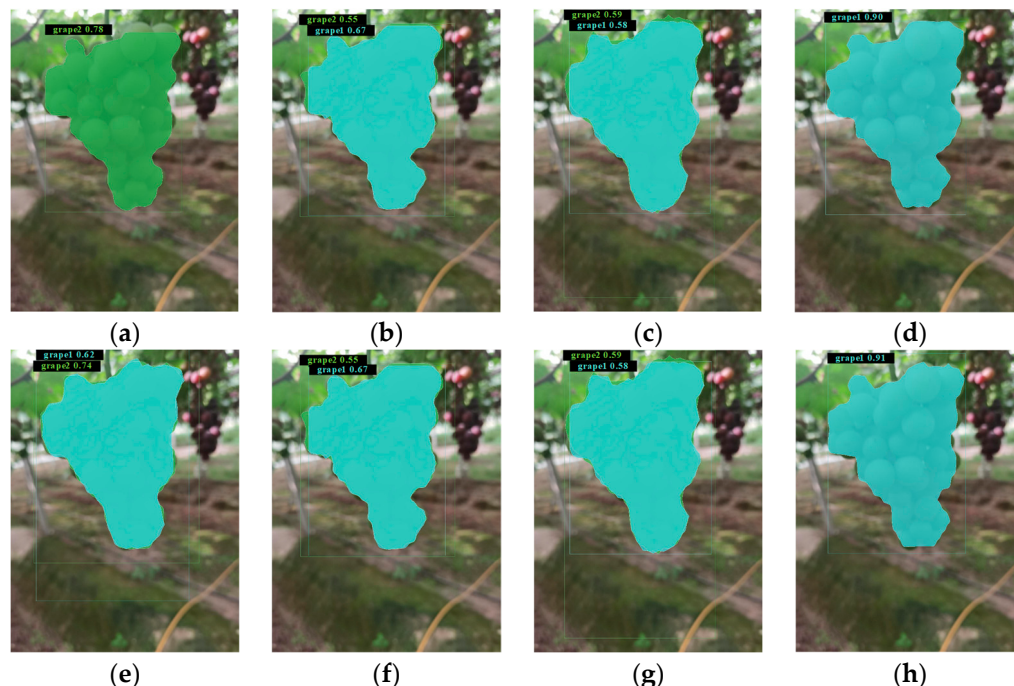 grape2 0.78
grape2 0.55
grape1 0.67
grape2 0.59
grape1 0.58
grape1 0.90
(a)
(b)
(c)
(d)
grape1 0.62
grape2 0.74
grape2 0.55
grape1 0.67
grape2 0.59
grape1 0.58
grape1 0.91
(e)
(f)
(g)
(h)